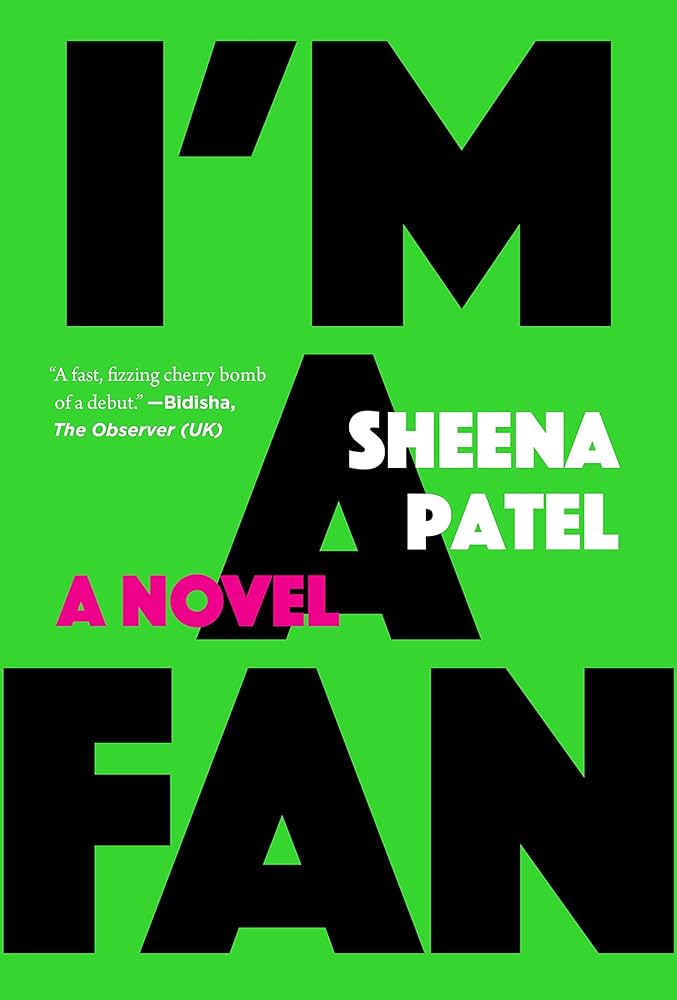 I'M
"A fast, fizzing cherry bomb
of a debut." —Bidisha,
The Observer (UK)
A
SHEENA
PATEL
A NOVEL
FAN